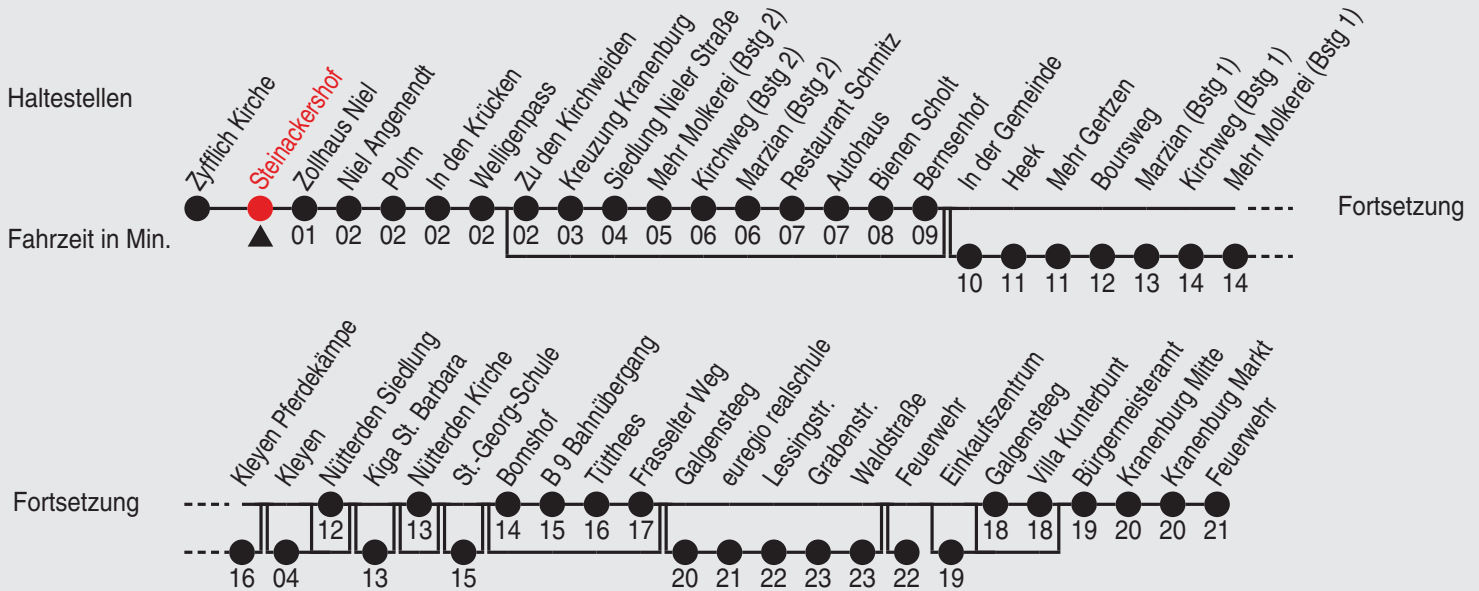 Haltestellen
Zyfflich Kirche
Steinackershof
Zollhaus Niel
Niel Angenendt
Polm
In den Krücken
Welligenpass
Zu den Kirchweiden
Kreuzung Kranenburg
Siedlung Nieler Straße
Mehr Molkerei (Bstg 2)
Kirchweg (Bstg 2)
Marzian (Bstg 2)
Restaurant Schmitz
Autohaus
Bienen Scholt
Bernsenhof
In der Gemeinde
Heek
Mehr Gertzen
Boursweg
Marzian (Bstg 1)
Kirchweg (Bstg 1)
Mehr Molkerei (Bstg 1)
Fortsetzung
Fahrzeit in Min.
01 02 02 02 02 02 03 04 05 06 06 07 07 08 09
10 11 11 12 13 14 14
Kleyen Pferdekämpe
Kleyen
Nütterden Siedlung
Kiga St. Barbara
Nütterden Kirche
St.-Georg-Schule
Bomshof
B 9 Bahnübergang
Tütthees
Frasselter Weg
Galgensteeg
euregio realschule
Lessingstr.
Grabenstr.
Waldstraße
Feuerwehr
Einkaufszentrum
Galgensteeg
Villa Kunterbunt
Bürgermeisteramt
Kranenburg Mitte
Kranenburg Markt
Feuerwehr
Fortsetzung
12 13 14 15 16 17 18 18 19 20 20 21
16 04 13 15 20 21 22 23 23 22 19